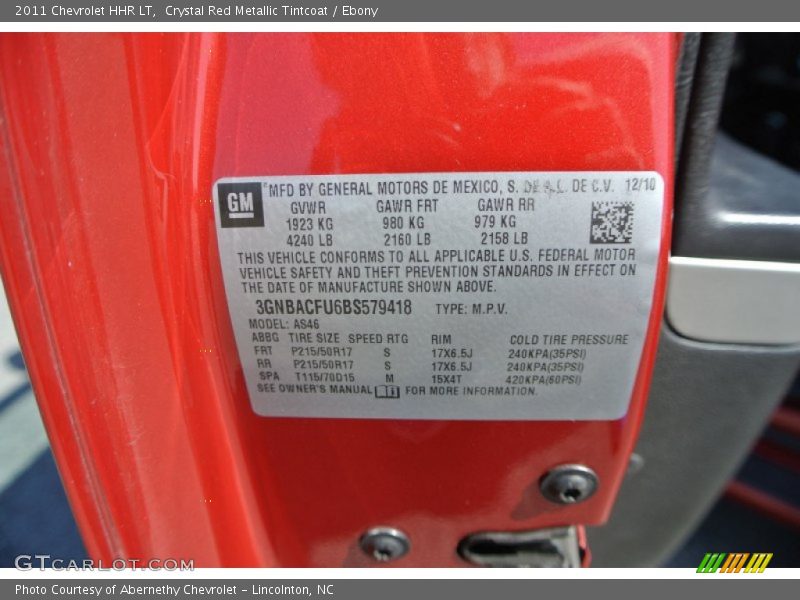 2011 Chevrolet HHR LT,  Crystal Red Metallic Tintcoat / Ebony
GM
*MFD BY GENERAL MOTORS DE MEXICO, S. DE R.L. DE C.V. 12/10
GVWR GAWR FRT GAWR RR
1923 KG 980 KG 979 KG
4240 LB 2160 LB 2158 LB
THIS VEHICLE CONFORMS TO ALL APPLICABLE U.S. FEDERAL MOTOR
VEHICLE SAFETY AND THEFT PREVENTION STANDARDS IN EFFECT ON
THE DATE OF MANUFACTURE SHOWN ABOVE.
3GNBACFU6BS579418 TYPE: M.P.V.
MODEL: AS46
ABBG TIRE SIZE SPEED RTG RIM COLD TIRE PRESSURE
FRT P215/50R17 S 17X6.5J 240KPA(35PSI)
RR P215/50R17 S 17X6.5J 240KPA(35PSI)
SPA T115/70D15 M 15X4T 420KPA(60PSI)
SEE OWNER'S MANUAL FOR MORE INFORMATION.
GTCARLOT.COM
Photo Courtesy of Abernethy Chevrolet – Lincolnton, NC